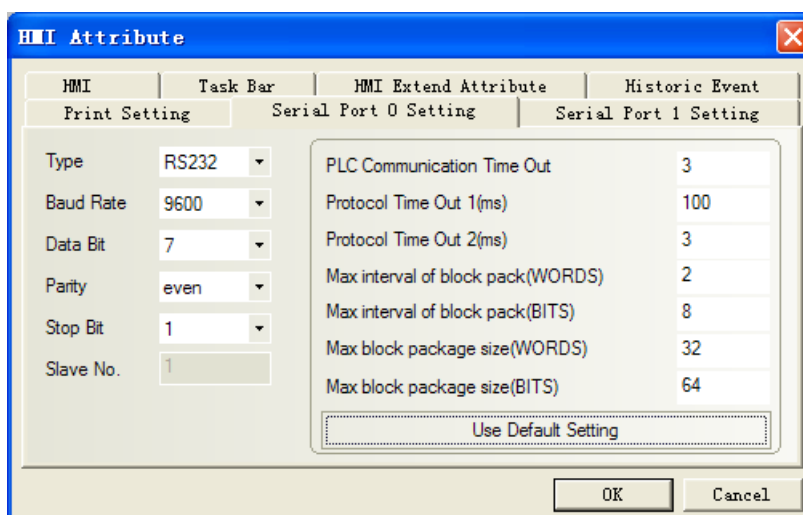 HMI Attribute
HMI Task Bar HMI Extend Attribute Historic Event
Print Setting Serial Port 0 Setting Serial Port 1 Setting
Type RS232
Baud Rate 9600
Data Bit 7
Parity even
Stop Bit 1
Slave No. 1
PLC Communication Time Out 3
Protocol Time Out 1(ms) 100
Protocol Time Out 2(ms) 3
Max interval of block pack(WORDS) 2
Max interval of block pack(BITS) 8
Max block package size(WORDS) 32
Max block package size(BITS) 64
Use Default Setting
OK Cancel